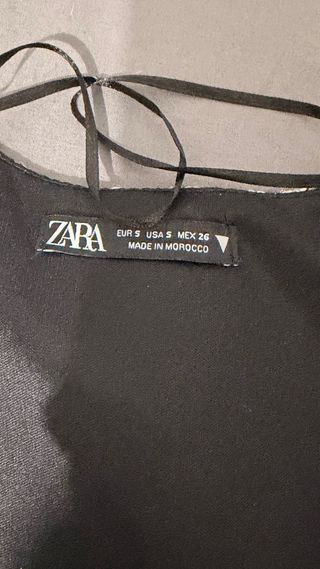 ZARA
EUR S USA S MEX 26
MADE IN MOROCCO